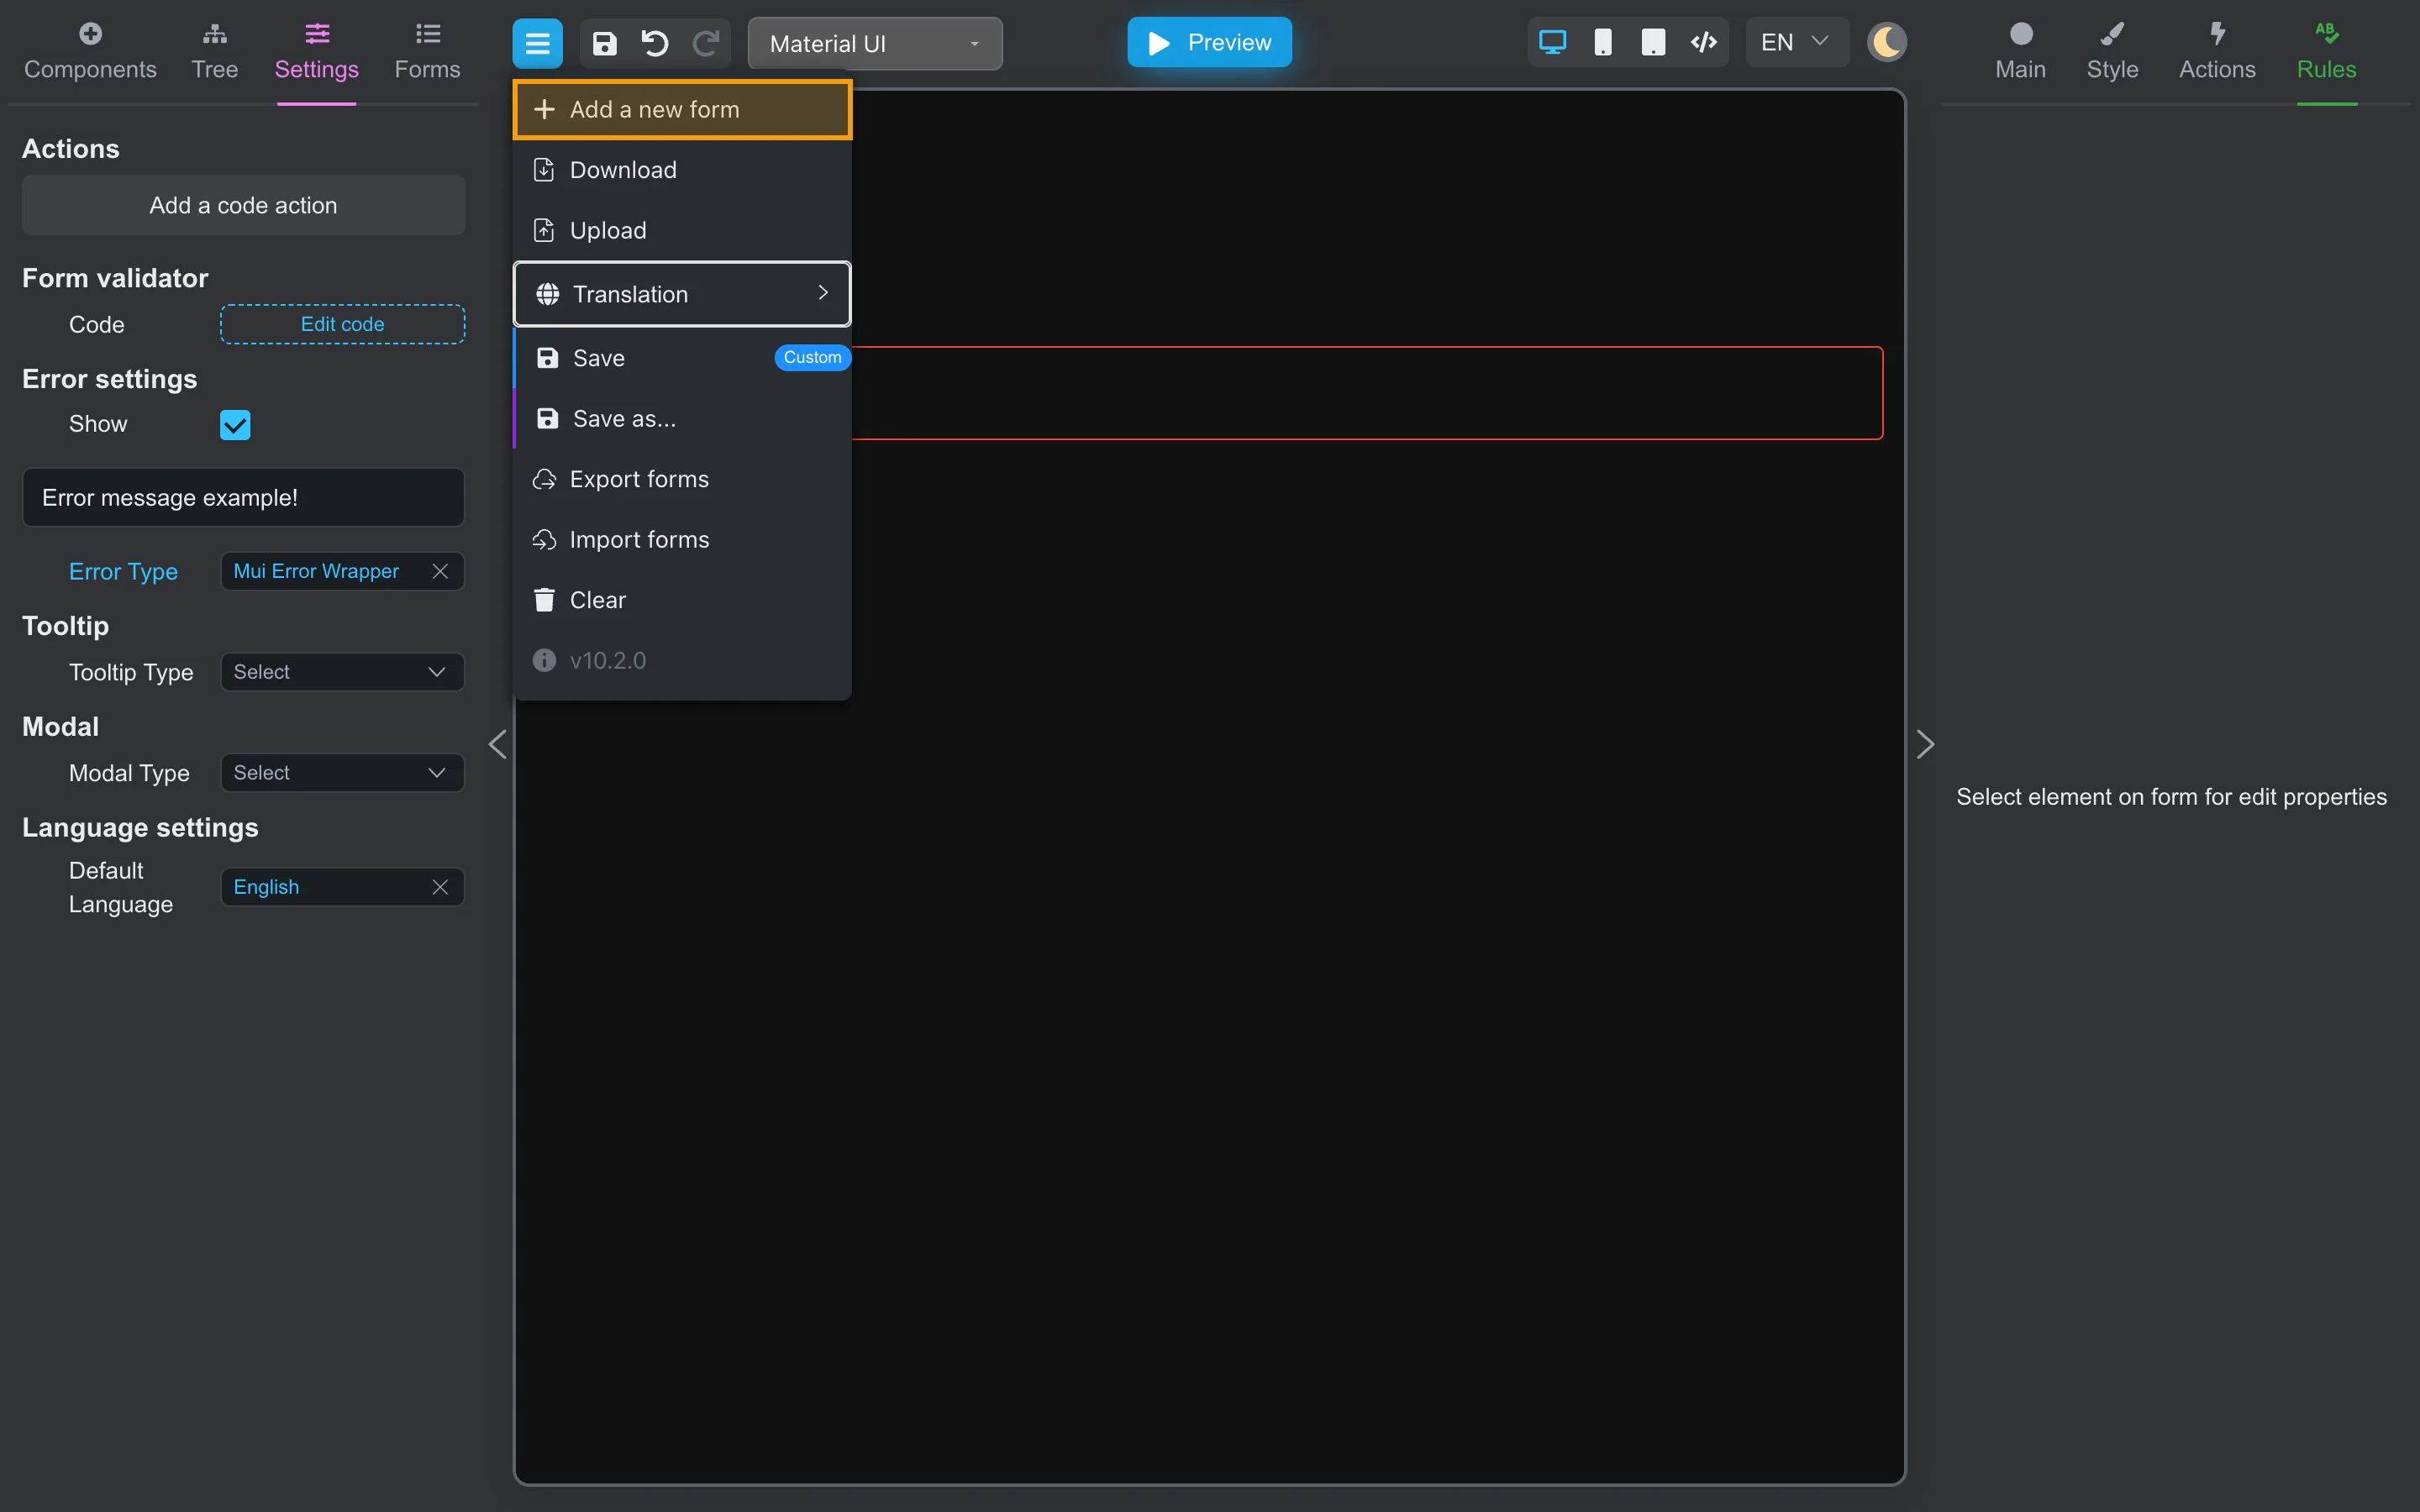 Components
Tree
Settings
Forms
Material UI
Preview
EN
Main
Style
Actions
AB
Rules
Actions
Add a code action
Form validator
Code
Edit code
Error settings
Show
Error message example!
Error Type
Mui Error Wrapper
Tooltip
Tooltip Type
Select
Modal
Modal Type
Select
Language settings
Default
Language
English
Add a new form
Download
Upload
Translation
Save
Custom
Save as...
Export forms
Import forms
Clear
v10.2.0
Select element on form for edit properties